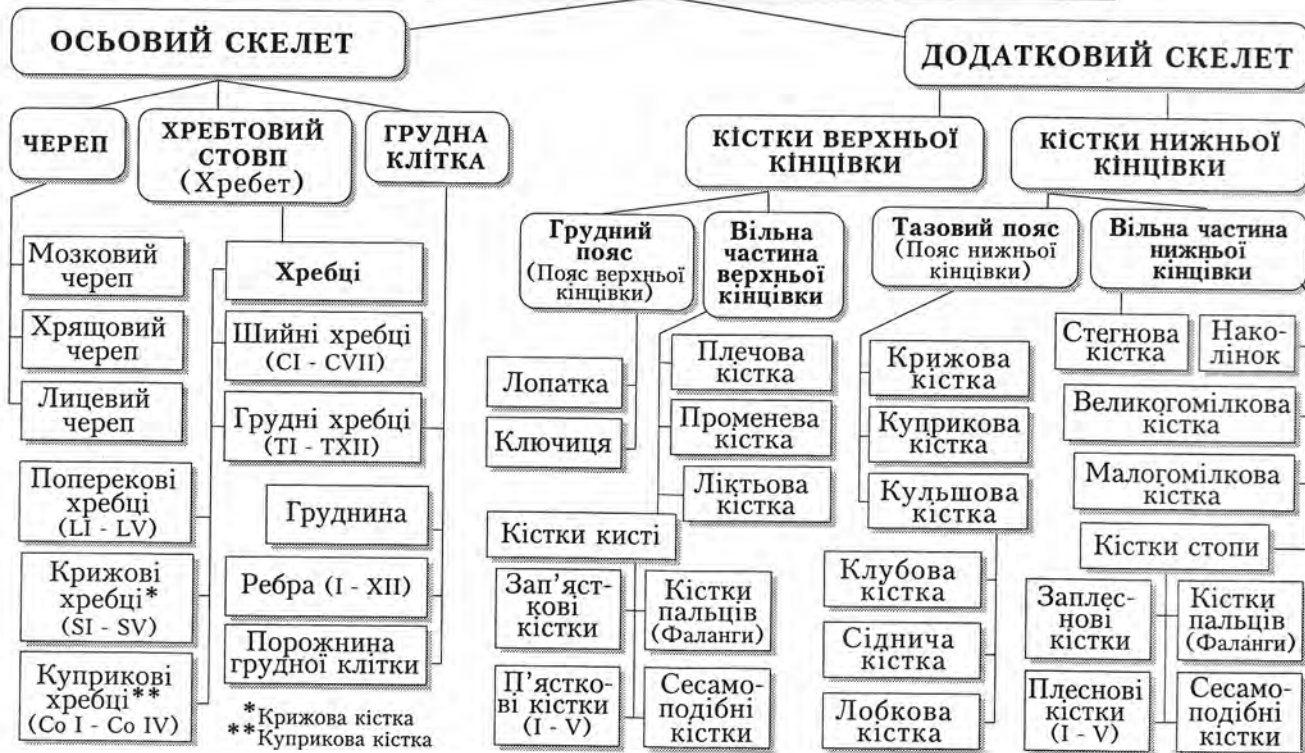 ОСЬОВИЙ СКЕЛЕТ
ДОДАТКОВИЙ СКЕЛЕТ
ЧЕРЕП
ХРЕБТОВИЙ
СТОВП
(Хребет)
ГРУДНА
КЛІТКА
КІСТКИ ВЕРХНЬОЇ
КІНЦІВКИ
КІСТКИ НИЖНЬОЇ
КІНЦІВКИ
Мозковий
череп
Хрящовий
череп
Лицевий
череп
Хребці
Шийні хребці
(CI - CVII)
Грудні хребці
(TI - TXII)
Поперекові
хребці
(LI - LV)
Крижові
хребці*
(SI - SV)
Куприкові
хребці**
(Co I - Co IV)
Груднина
Ребра (I - XII)
Порожнина
грудної клітки
*Крижова кістка
**Куприкова кістка
Грудний
пояс
(Пояс верхньої
кінцівки)
Вільна
частина
верхньої
кінцівки
Лопатка
Ключиця
Плечова
кістка
Променева
кістка
Ліктьова
кістка
Кістки кисті
Зап'яст-
кові
кістки
Кістки
пальців
(Фаланги)
П'ястко-
ві кістки
(I - V)
Сесамо-
подібні
кістки
Тазовий пояс
(Пояс нижньої
кінцівки)
Вільна частина
нижньої
кінцівки
Крижова
кістка
Куприкова
кістка
Кульшова
кістка
Клубова
кістка
Сіднича
кістка
Лобкова
кістка
Стегнова
кістка
Нако-
лінок
Великогомілкова
кістка
Малогомілкова
кістка
Кістки стопи
Заплес-
нові
кістки
Кістки
пальців
(Фаланги)
Плеснові
кістки
(I - V)
Сесамо-
подібні
кістки